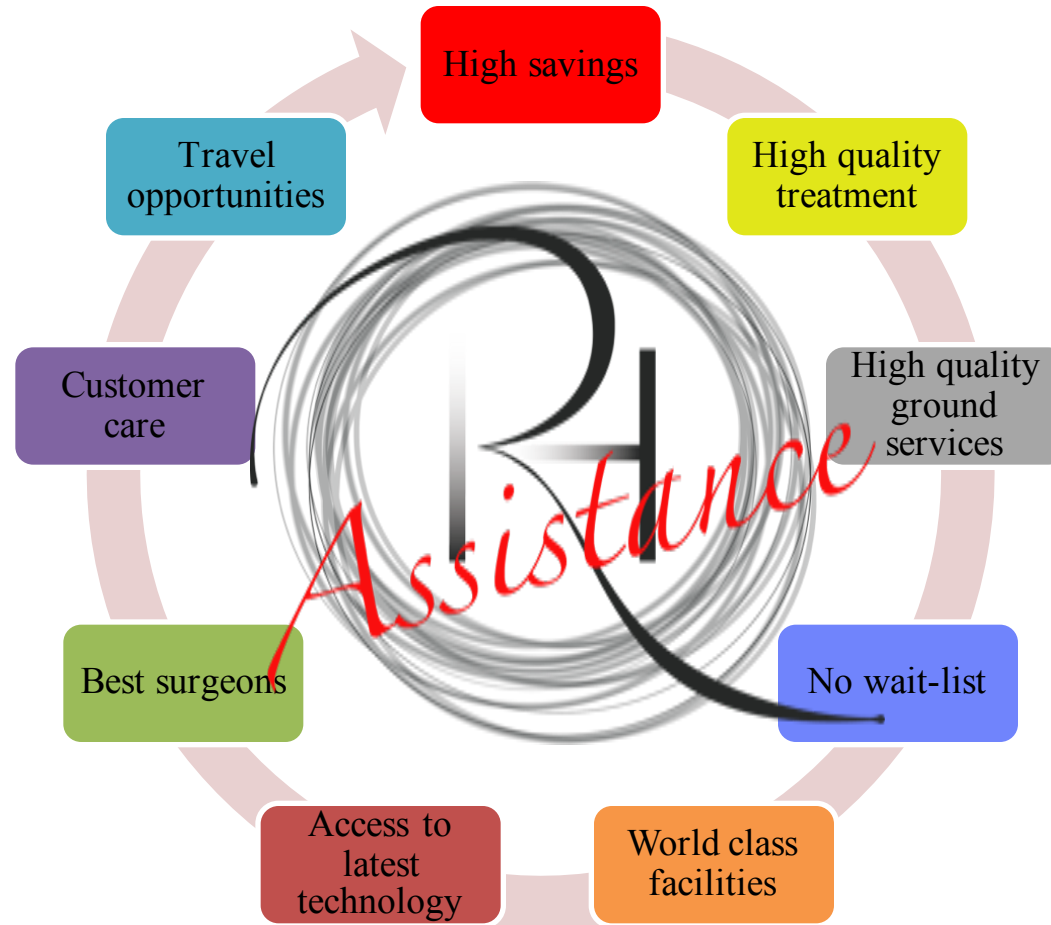 High savings
High quality
treatment
High quality
ground
services
No wait-list
World class
facilities
Access to
latest
technology
Best surgeons
Customer
care
Travel
opportunities
RH
Assistance